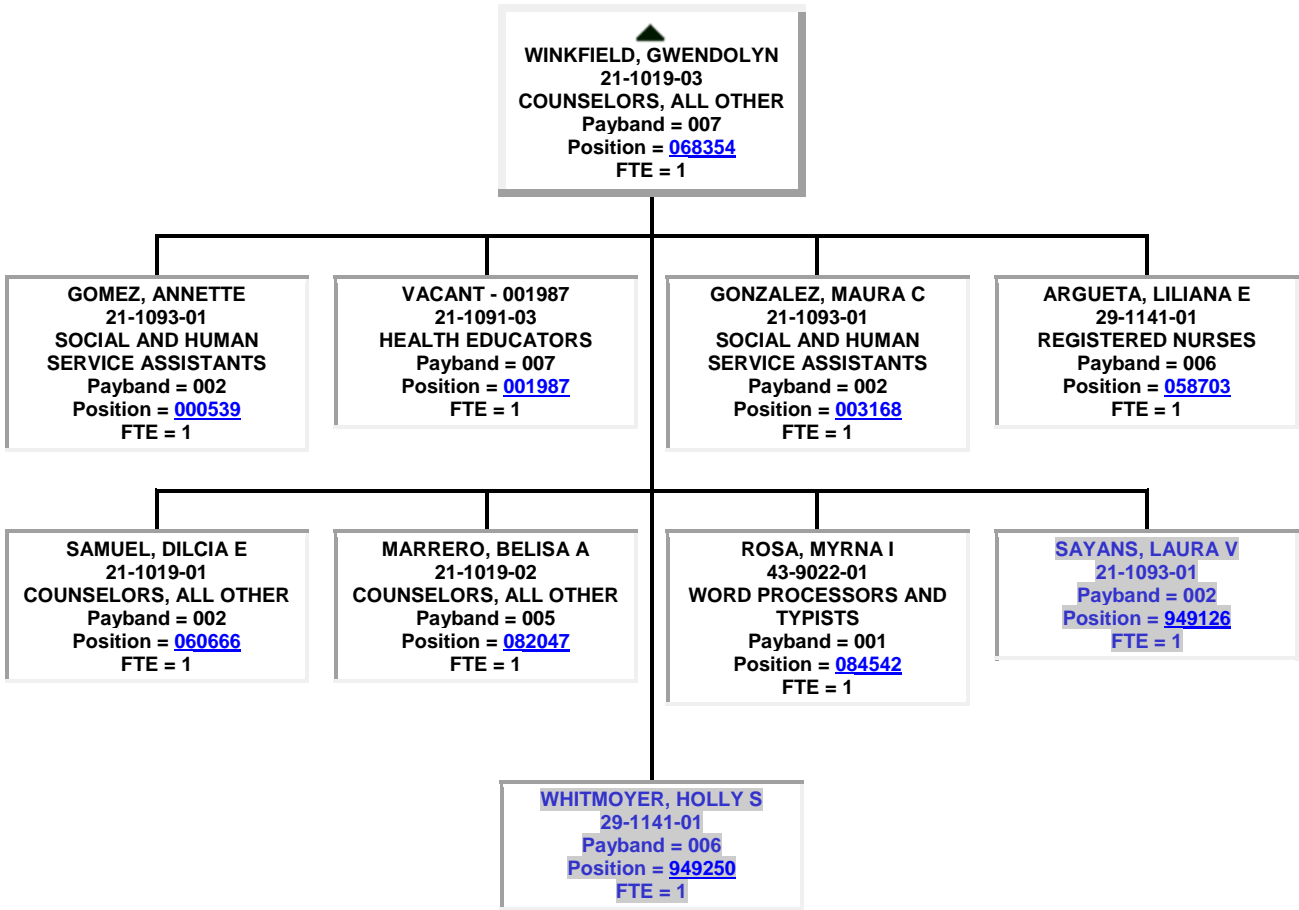 WINKFIELD, GWENDOLYN
21-1019-03
COUNSELORS, ALL OTHER
Payband = 007
Position = 068354
FTE = 1
GOMEZ, ANNETTE
21-1093-01
SOCIAL AND HUMAN
SERVICE ASSISTANTS
Payband = 002
Position = 000539
FTE = 1
VACANT - 001987
21-1091-03
HEALTH EDUCATORS
Payband = 007
Position = 001987
FTE = 1
GONZALEZ, MAURA C
21-1093-01
SOCIAL AND HUMAN
SERVICE ASSISTANTS
Payband = 002
Position = 003168
FTE = 1
ARGUETA, LILIANA E
29-1141-01
REGISTERED NURSES
Payband = 006
Position = 058703
FTE = 1
SAMUEL, DILCIA E
21-1019-01
COUNSELORS, ALL OTHER
Payband = 002
Position = 060666
FTE = 1
MARRERO, BELISA A
21-1019-02
COUNSELORS, ALL OTHER
Payband = 005
Position = 082047
FTE = 1
ROSA, MYRNA I
43-9022-01
WORD PROCESSORS AND
TYPISTS
Payband = 001
Position = 084542
FTE = 1
SAYANS, LAURA V
21-1093-01
Payband = 002
Position = 949126
FTE = 1
WHITMOYER, HOLLY S
29-1141-01
Payband = 006
Position = 949250
FTE = 1